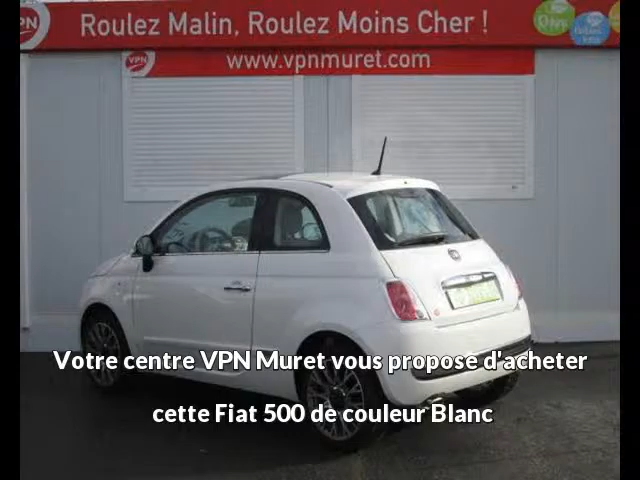 VPN
Roulez Malin, Roulez Moins Cher !
VPN
www.vpnmuret.com
Votre centre VPN Muret vous propose d'acheter
cette Fiat 500 de couleur Blanc